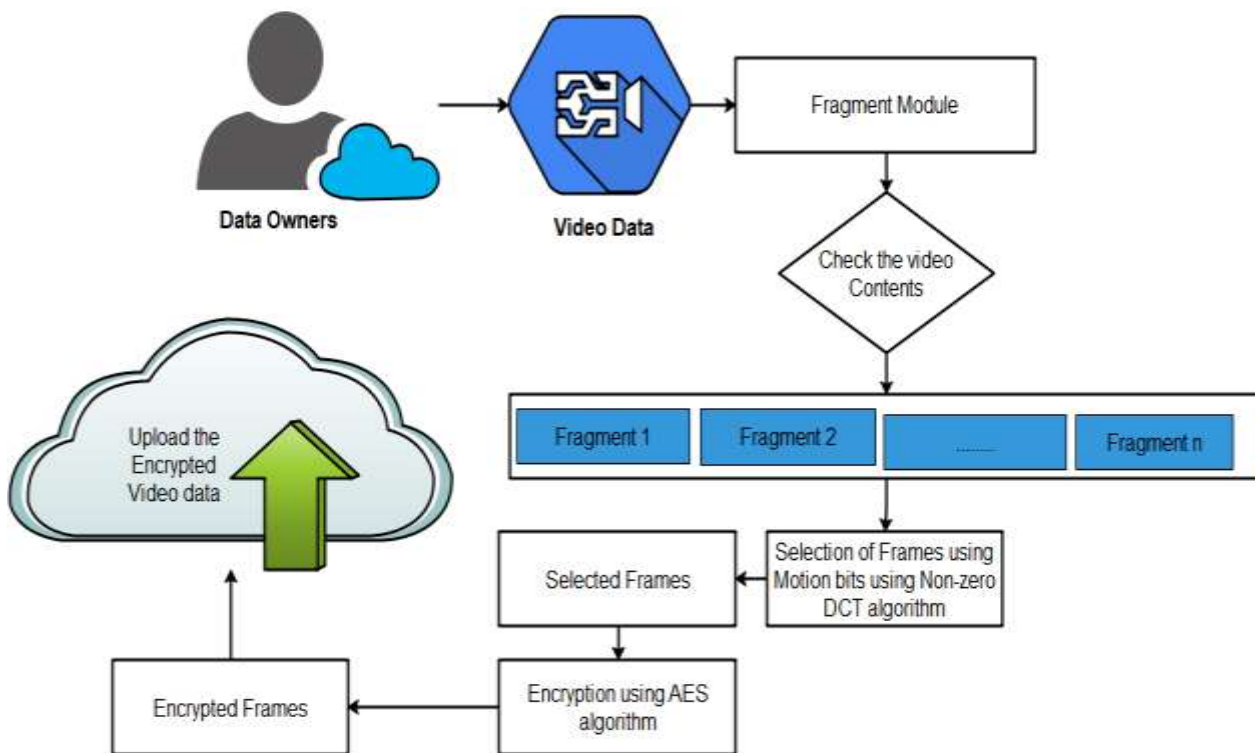 Data Owners
Video Data
Fragment Module
Check the video
Contents
Fragment 1
Fragment 2
.........
Fragment n
Selection of Frames using
Motion bits using Non-zero
DCT algorithm
Selected Frames
Encryption using AES
algorithm
Encrypted Frames
Upload the
Encrypted
Video data